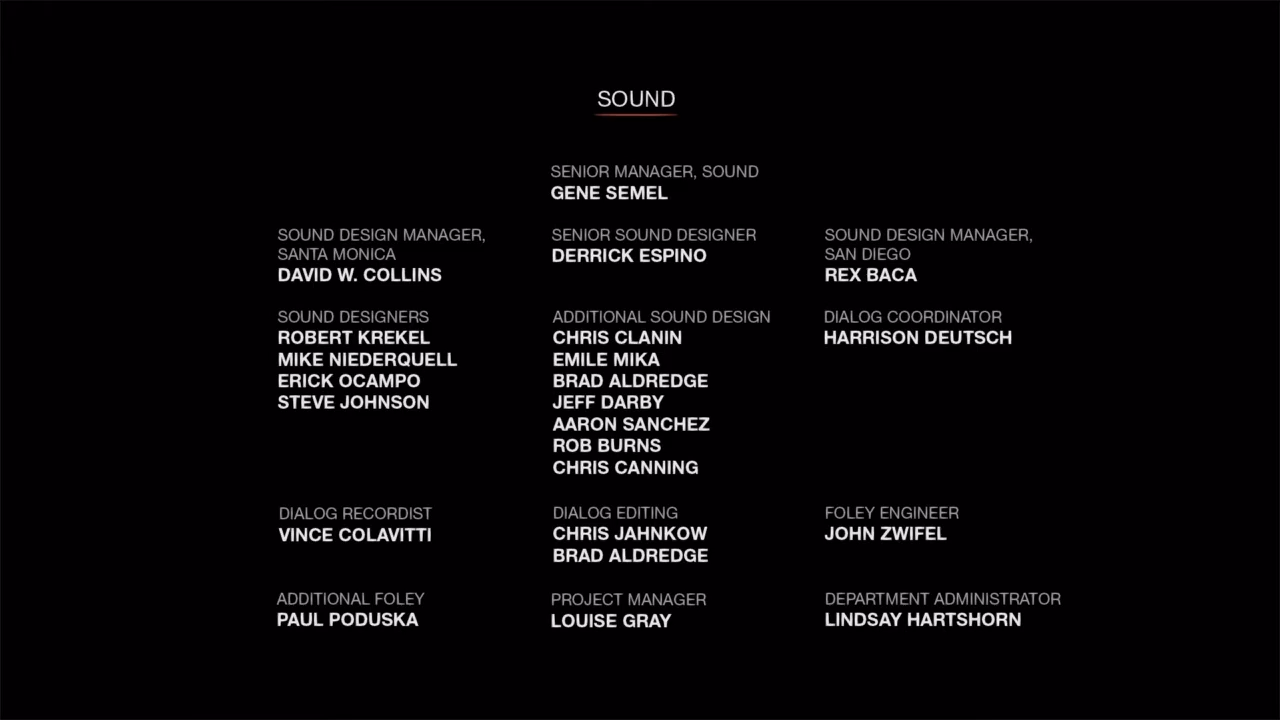 SOUND
SENIOR MANAGER, SOUND
GENE SEMEL
SOUND DESIGN MANAGER,
SANTA MONICA
DAVID W. COLLINS
SENIOR SOUND DESIGNER
DERRICK ESPINO
SOUND DESIGN MANAGER,
SAN DIEGO
REX BACA
SOUND DESIGNERS
ROBERT KREKEL
MIKE NIEDERQUELL
ERICK OCAMPO
STEVE JOHNSON
ADDITIONAL SOUND DESIGN
CHRIS CLANIN
EMILE MIKA
BRAD ALDREDGE
JEFF DARBY
AARON SANCHEZ
ROB BURNS
CHRIS CANNING
DIALOG COORDINATOR
HARRISON DEUTSCH
DIALOG RECORDIST
VINCE COLAVITTI
DIALOG EDITING
CHRIS JAHNKOW
BRAD ALDREDGE
FOLEY ENGINEER
JOHN ZWIFEL
ADDITIONAL FOLEY
PAUL PODUSKA
PROJECT MANAGER
LOUISE GRAY
DEPARTMENT ADMINISTRATOR
LINDSAY HARTSHORN